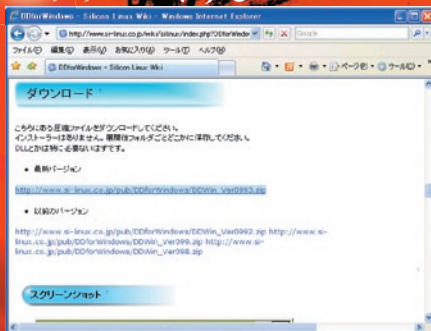 DDforWindows - Silicon Linux Wiki - Windows Internet Explorer
http://www.si-linux.co.jp/wiki/silinux/index.php?DDforWindow
Google
ファイル(F) 編集(E) 表示(V) お気に入り(A) ツール(T) ヘルプ(H)
DDforWindows - Silicon Linux Wiki
ページ(P) ツール(O)
ダウンロード
こちらにある圧縮ファイルをダウンロードしてください。
インストーラーはありません。展開後フォルダごとどこかに保存してください。
DLLとかは特に必要ないはずです。
• 最新バージョン
http://www.si-linux.co.jp/pub/DDforWindows/DDWin_Ver0993.zip
• 以前のバージョン
http://www.si-linux.co.jp/pub/DDforWindows/DDWin_Ver0992.zip http://www.si-
linux.co.jp/pub/DDforWindows/DDWin_Ver099.zip http://www.si-
linux.co.jp/pub/DDforWindows/DDWin_Ver098.zip
スクリーンショット